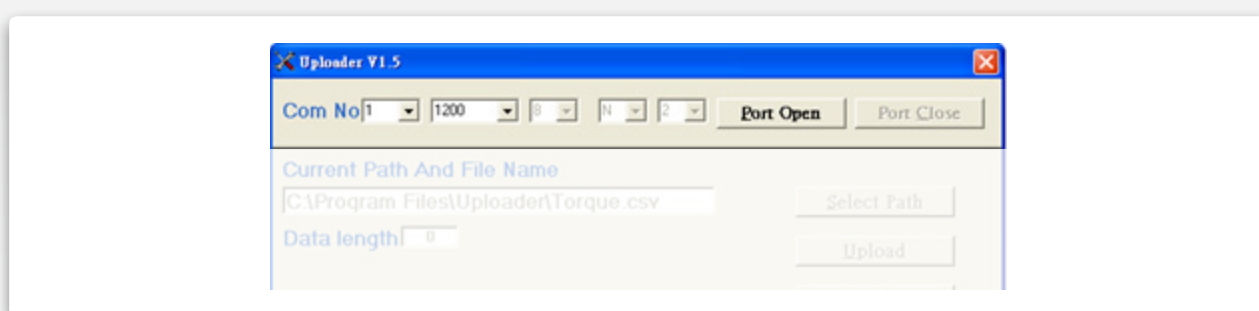 Uploader V1.5
Com No 1 1200 8 N 2 Port Open Port Close
Current Path And File Name
C:\Program Files\Uploader\Torque.csv Select Path
Data length 0
Upload